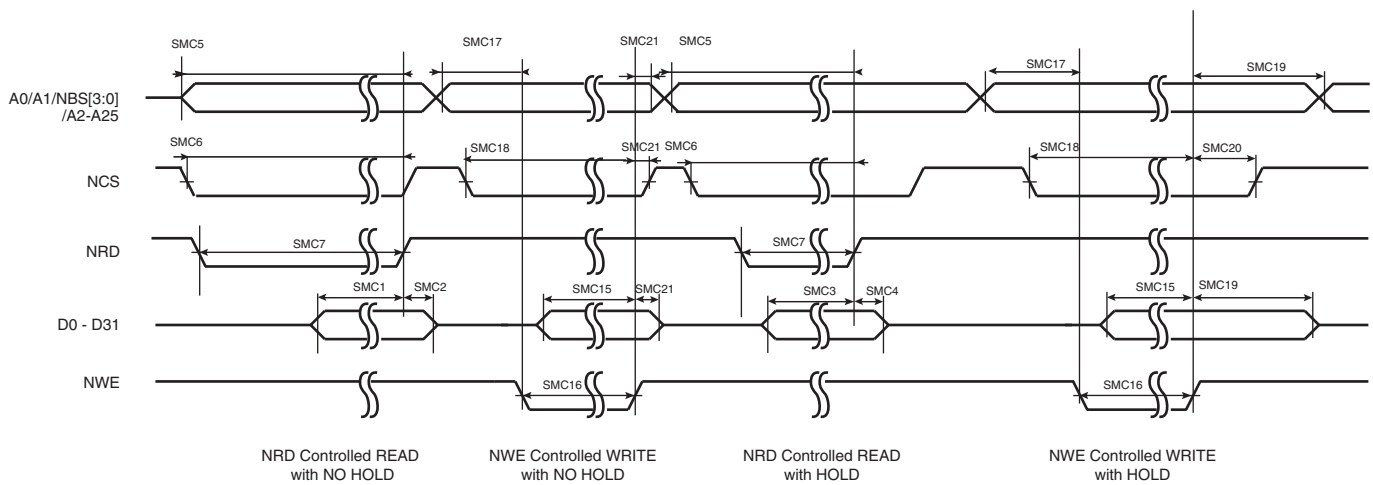 SMC5
SMC17
SMC21
SMC5
SMC17
SMC19
A0/A1/NBS[3:0]
/A2-A25
SMC6
SMC18
SMC21
SMC6
SMC18
SMC20
NCS
NRD
SMC7
SMC7
SMC1
SMC2
SMC15
SMC21
SMC3
SMC4
SMC15
SMC19
D0 - D31
NWE
SMC16
SMC16
NRD Controlled READ
with NO HOLD
NWE Controlled WRITE
with NO HOLD
NRD Controlled READ
with HOLD
NWE Controlled WRITE
with HOLD